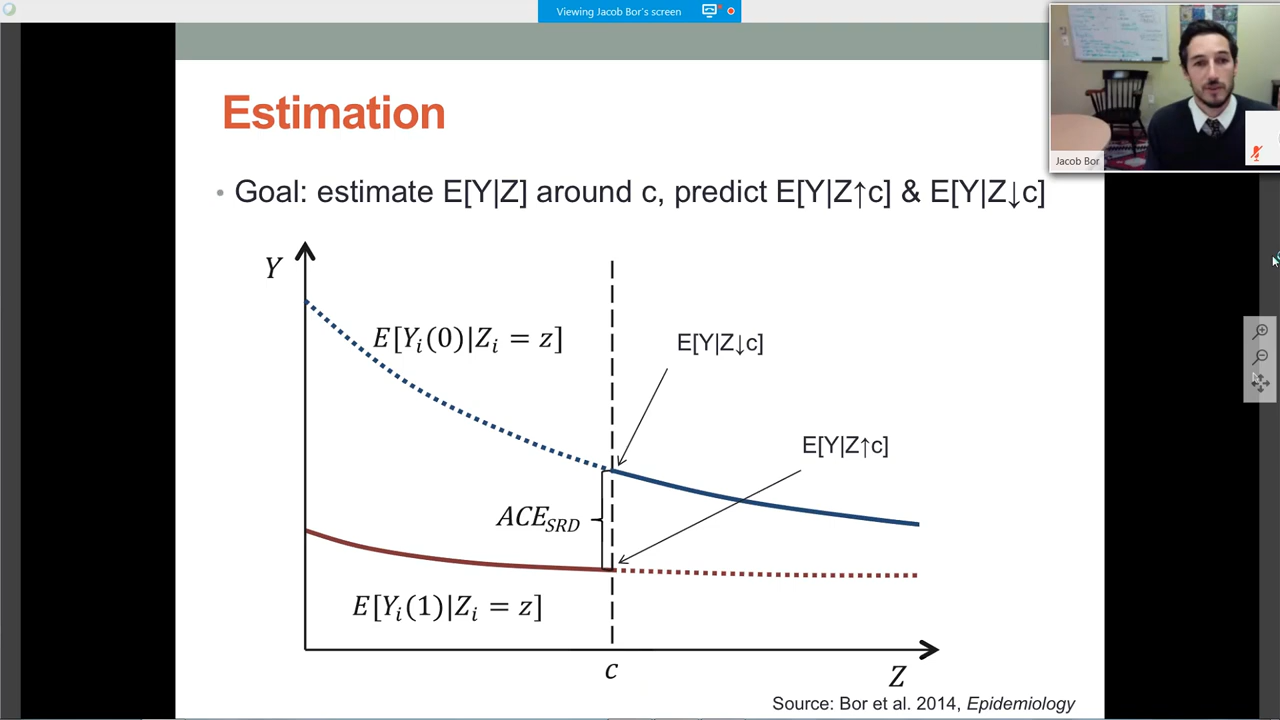 Viewing Jacob Bor's screen
Jacob Bor
Estimation
• Goal: estimate E[Y|Z] around c, predict E[Y|Z↑c] & E[Y|Z↓c]
Y
E[Yᵢ(0)|Zᵢ = z]
E[Y|Z↓c]
E[Y|Z↑c]
ACE_SRD
E[Yᵢ(1)|Zᵢ = z]
c
Z
Source: Bor et al. 2014, Epidemiology